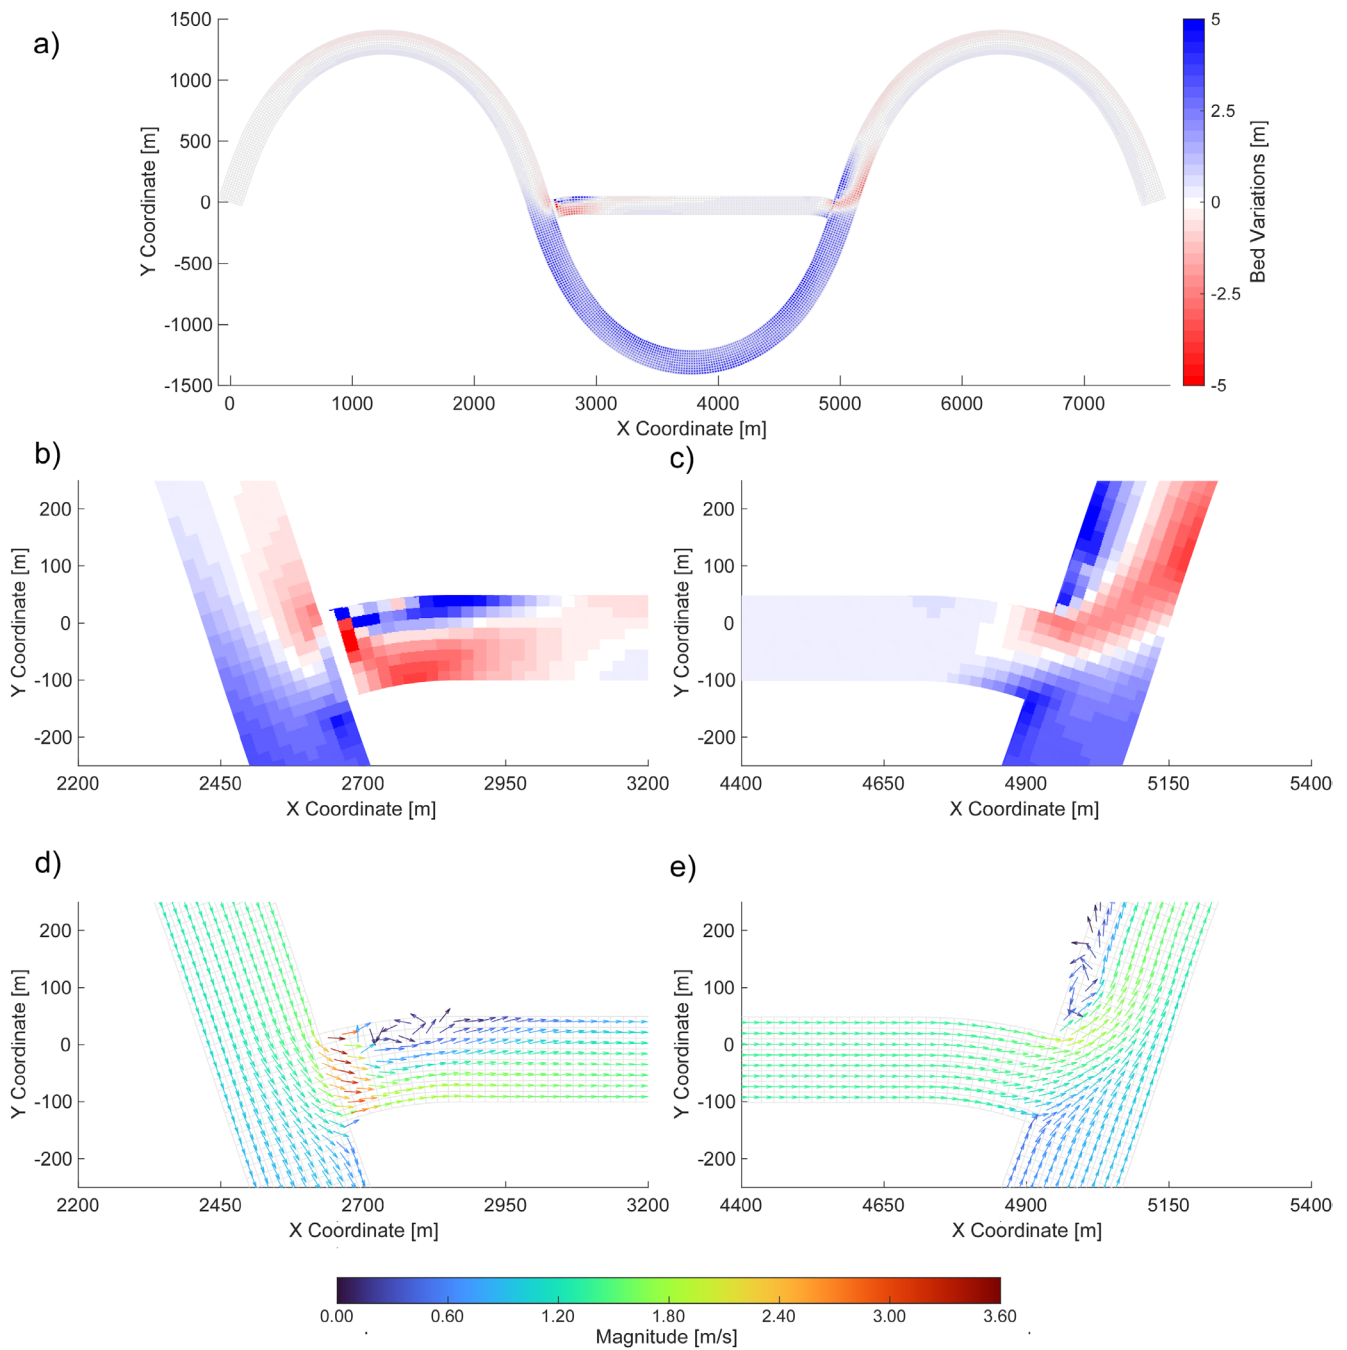 a)
1500
1000
500
0
-500
-1000
-1500
Y Coordinate [m]
0 1000 2000 3000 4000 5000 6000 7000
X Coordinate [m]
5
2.5
0
-2.5
-5
Bed Variations [m]
b)
200
100
0
-100
-200
Y Coordinate [m]
2200 2450 2700 2950 3200
X Coordinate [m]
c)
200
100
0
-100
-200
Y Coordinate [m]
4400 4650 4900 5150 5400
X Coordinate [m]
d)
200
100
0
-100
-200
Y Coordinate [m]
2200 2450 2700 2950 3200
X Coordinate [m]
e)
200
100
0
-100
-200
Y Coordinate [m]
4400 4650 4900 5150 5400
X Coordinate [m]
0.00 0.60 1.20 1.80 2.40 3.00 3.60
Magnitude [m/s]